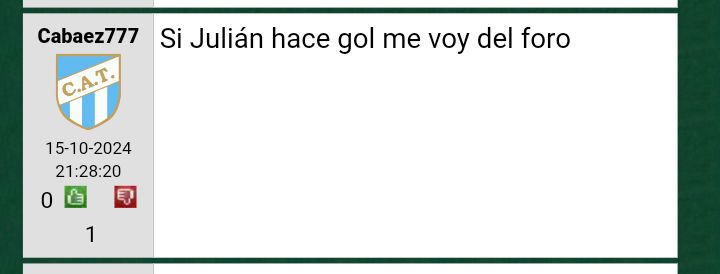 Cabaez777
C.A.T.
15-10-2024
21:28:20
0
1
Si Julián hace gol me voy del foro